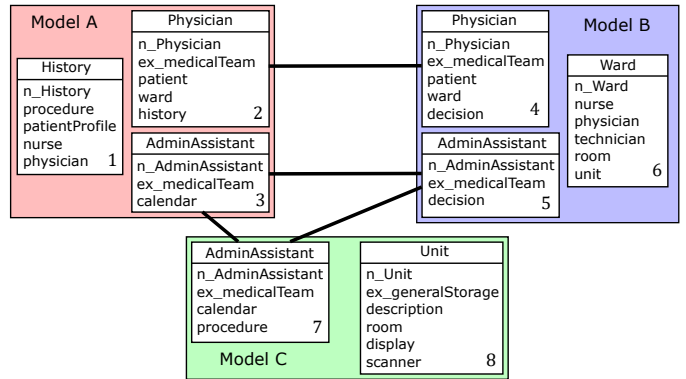 Model A
History
n_History
procedure
patientProfile
nurse
physician 1
Physician
n_Physician
ex_medicalTeam
patient
ward
history 2
AdminAssistant
n_AdminAssistant
ex_medicalTeam
calendar 3
Model B
Physician
n_Physician
ex_medicalTeam
patient
ward
decision 4
AdminAssistant
n_AdminAssistant
ex_medicalTeam
decision 5
Ward
n_Ward
nurse
physician
technician
room
unit 6
AdminAssistant
n_AdminAssistant
ex_medicalTeam
calendar
procedure 7
Unit
n_Unit
ex_generalStorage
description
room
display
scanner 8
Model C